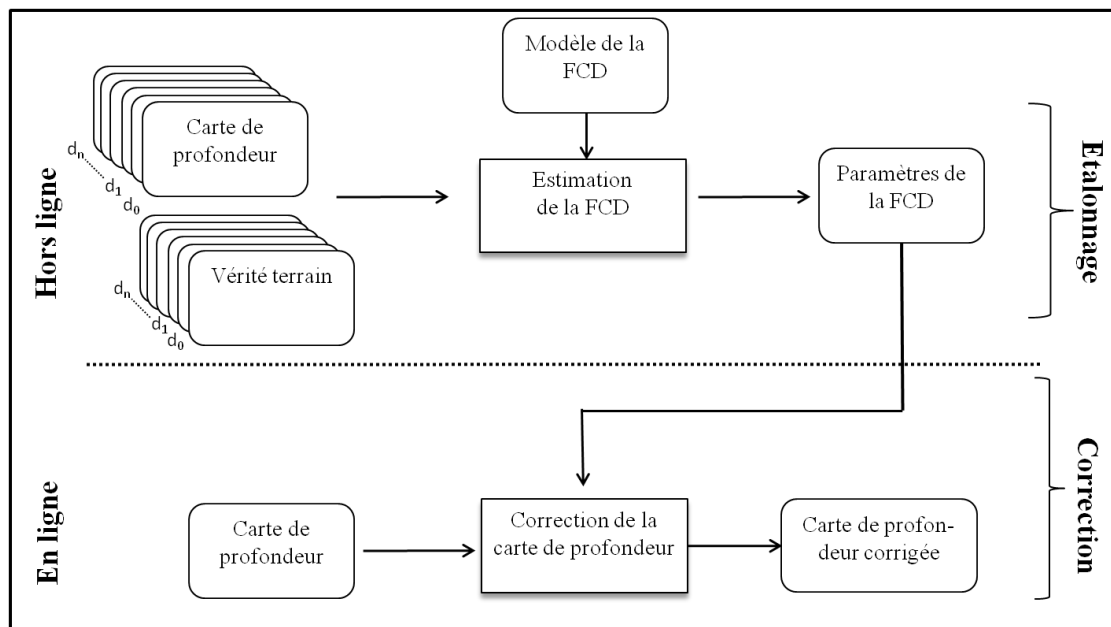 Hors ligne
Modèle de la
FCD
Carte de
profondeur
dn
d1
d0
Estimation
de la FCD
Paramètres de
la FCD
Etalonnage
Vérité terrain
dn
d1
d0
En ligne
Carte de
profondeur
Correction de la
carte de profondeur
Carte de profon-
deur corrigée
Correction